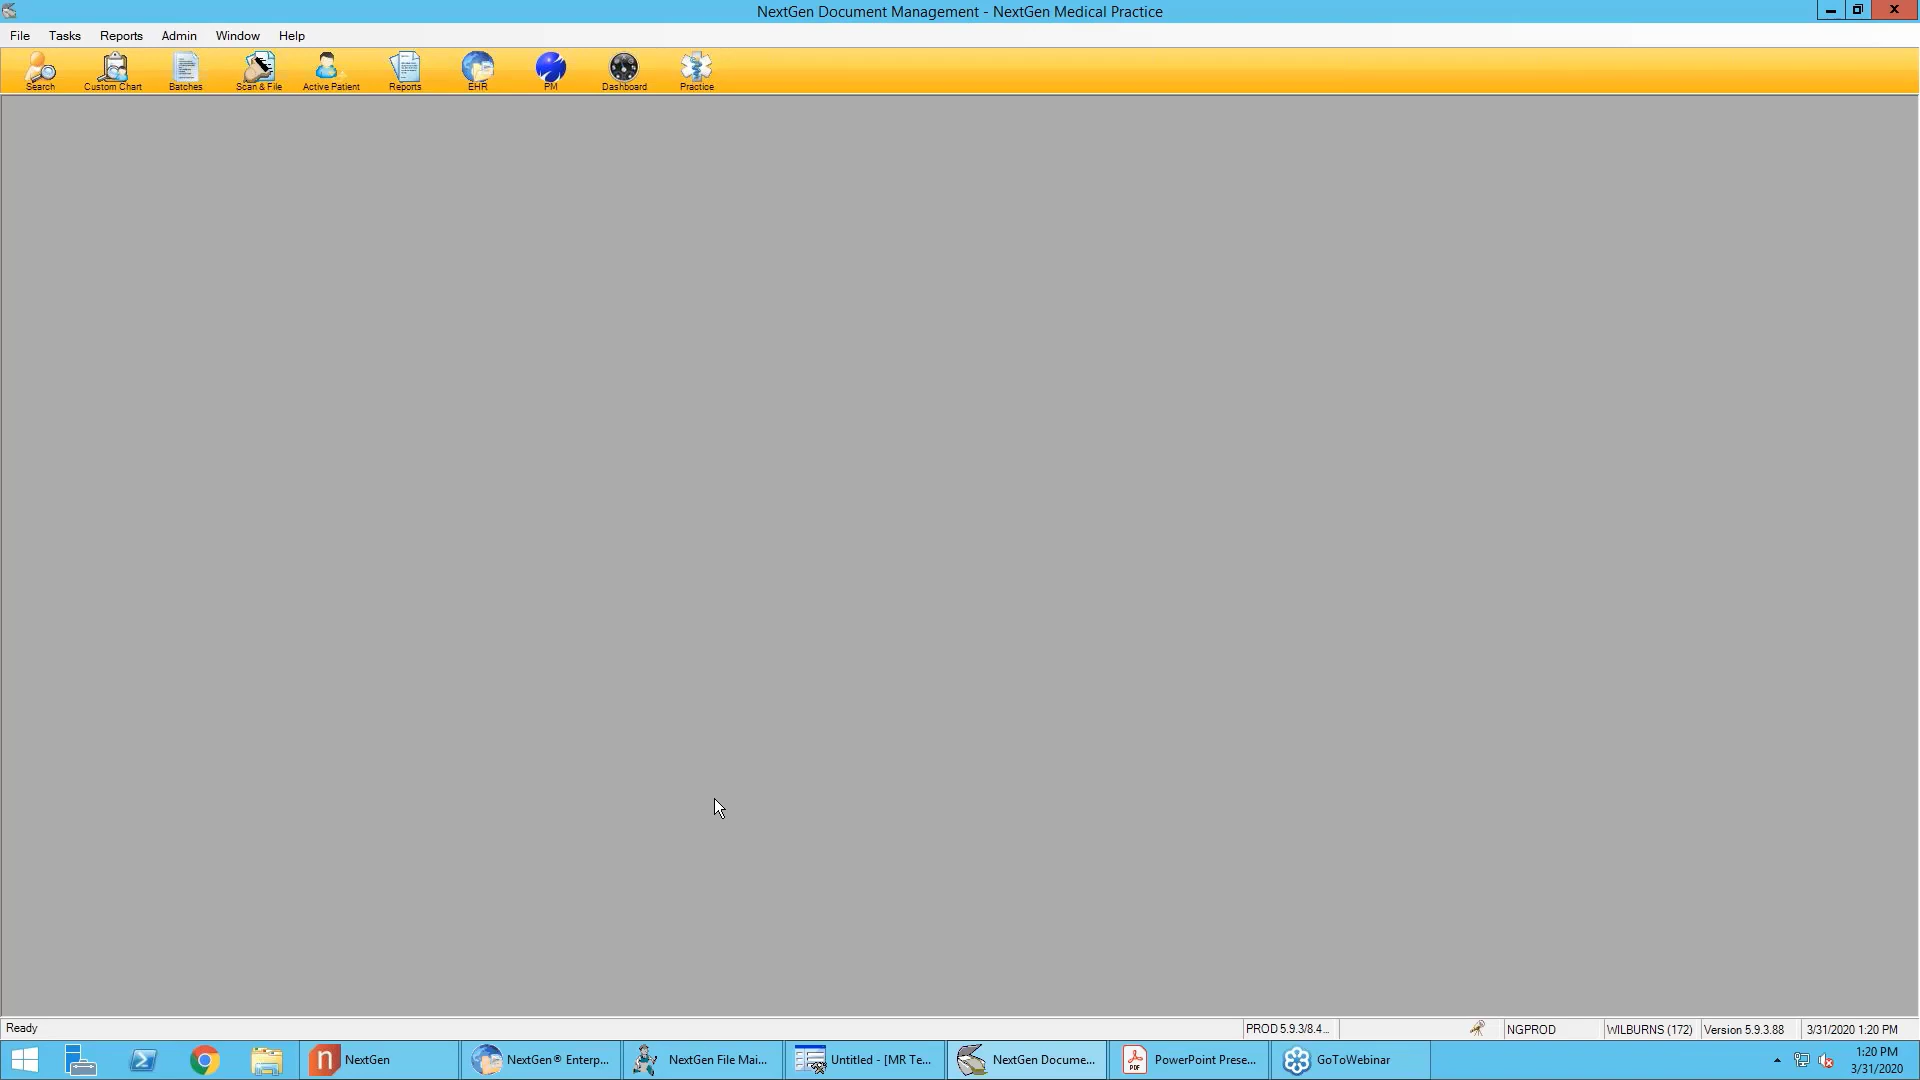 NextGen Document Management - NextGen Medical Practice
File Tasks Reports Admin Window Help
Search Custom Chart Batches Scan & File Active Patient Reports EHR PM Dashboard Practice
Ready PROD 5.9.3/8.4... NGPROD WILBURNS (172) Version 5.9.3.88 3/31/2020 1:20 PM
NextGen NextGen® Enterp... NextGen File Mai... Untitled - [MR Te... NextGen Docume... PowerPoint Prese... GoToWebinar
1:20 PM
3/31/2020